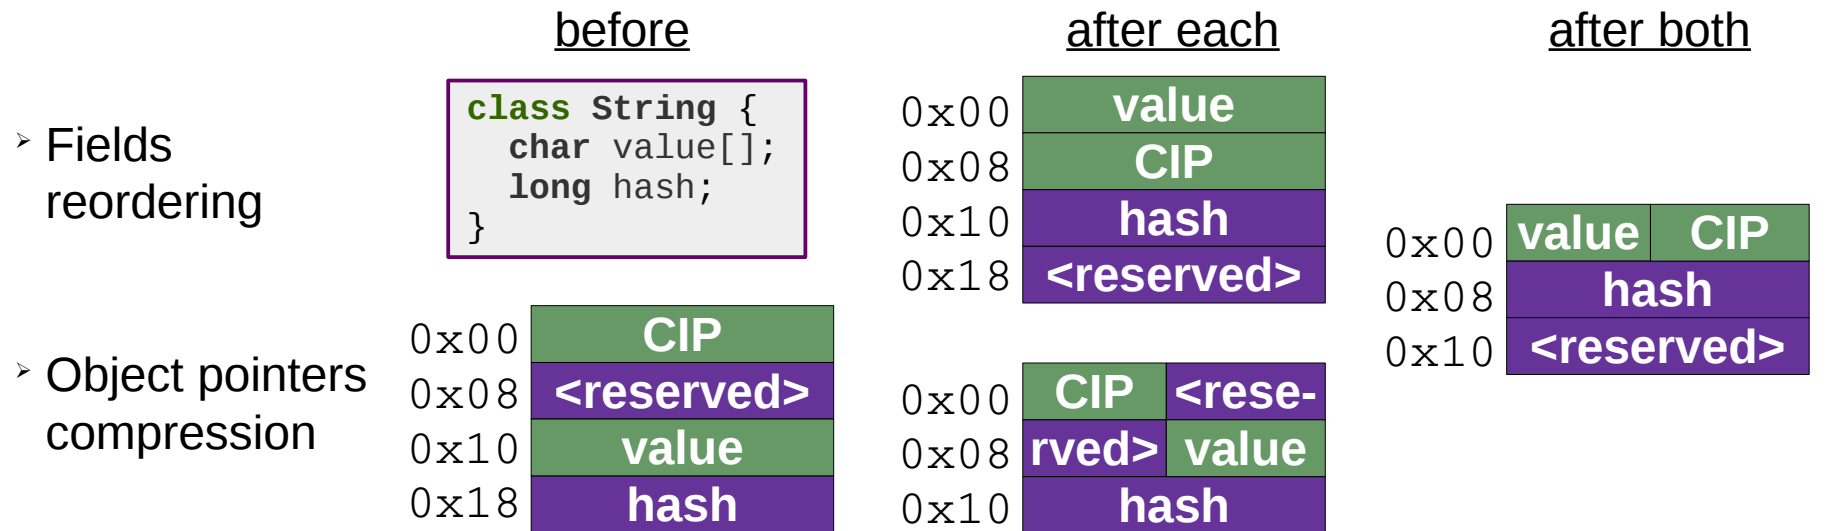 before
after each
after both
➢ Fields
reordering
class String {
char value[];
long hash;
}
0x00 value
0x08 CIP
0x10 hash
0x18 <reserved>
0x00 value CIP
0x08 hash
0x10 <reserved>
➢ Object pointers
compression
0x00 CIP
0x08 <reserved>
0x10 value
0x18 hash
0x00 CIP <rese-
0x08 rved> value
0x10 hash